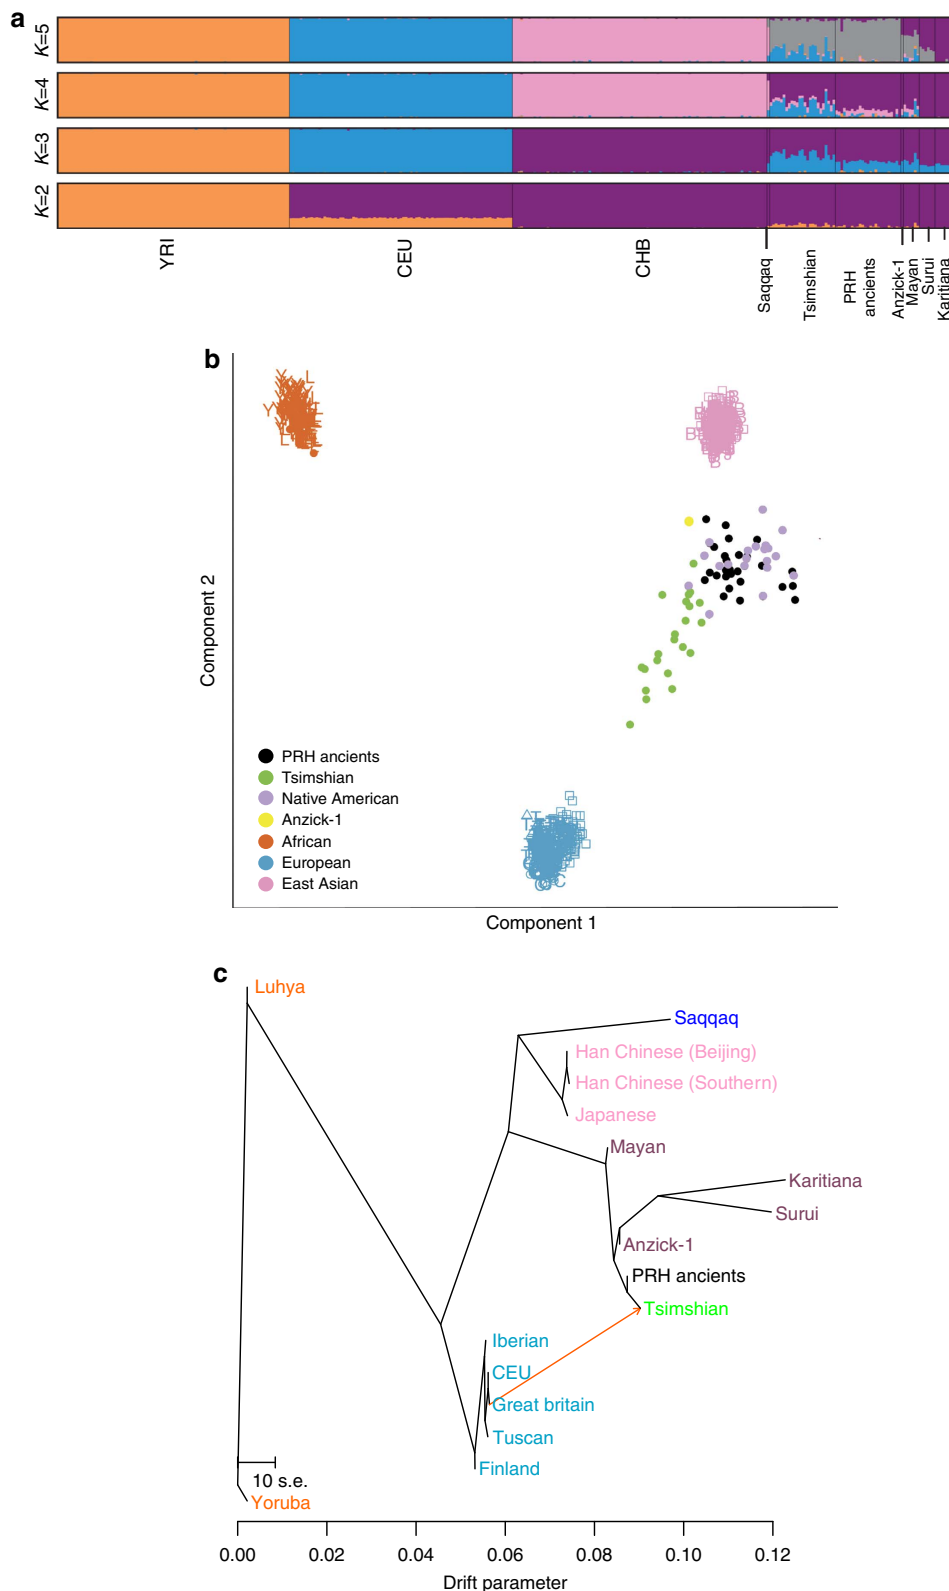 a
K=5
K=4
K=3
K=2
YRI
CEU
CHB
Saqqaq
Tsimshian
PRH
ancients
Anzick-1
Mayan
Surui
Karitiana
b
Component 2
PRH ancients
Tsimshian
Native American
Anzick-1
African
European
East Asian
Component 1
c
Luhya
Saqqaq
Han Chinese (Beijing)
Han Chinese (Southern)
Japanese
Mayan
Karitiana
Surui
Anzick-1
PRH ancients
Tsimshian
Iberian
CEU
Great britain
Tuscan
Finland
10 s.e.
Yoruba
0.00 0.02 0.04 0.06 0.08 0.10 0.12
Drift parameter